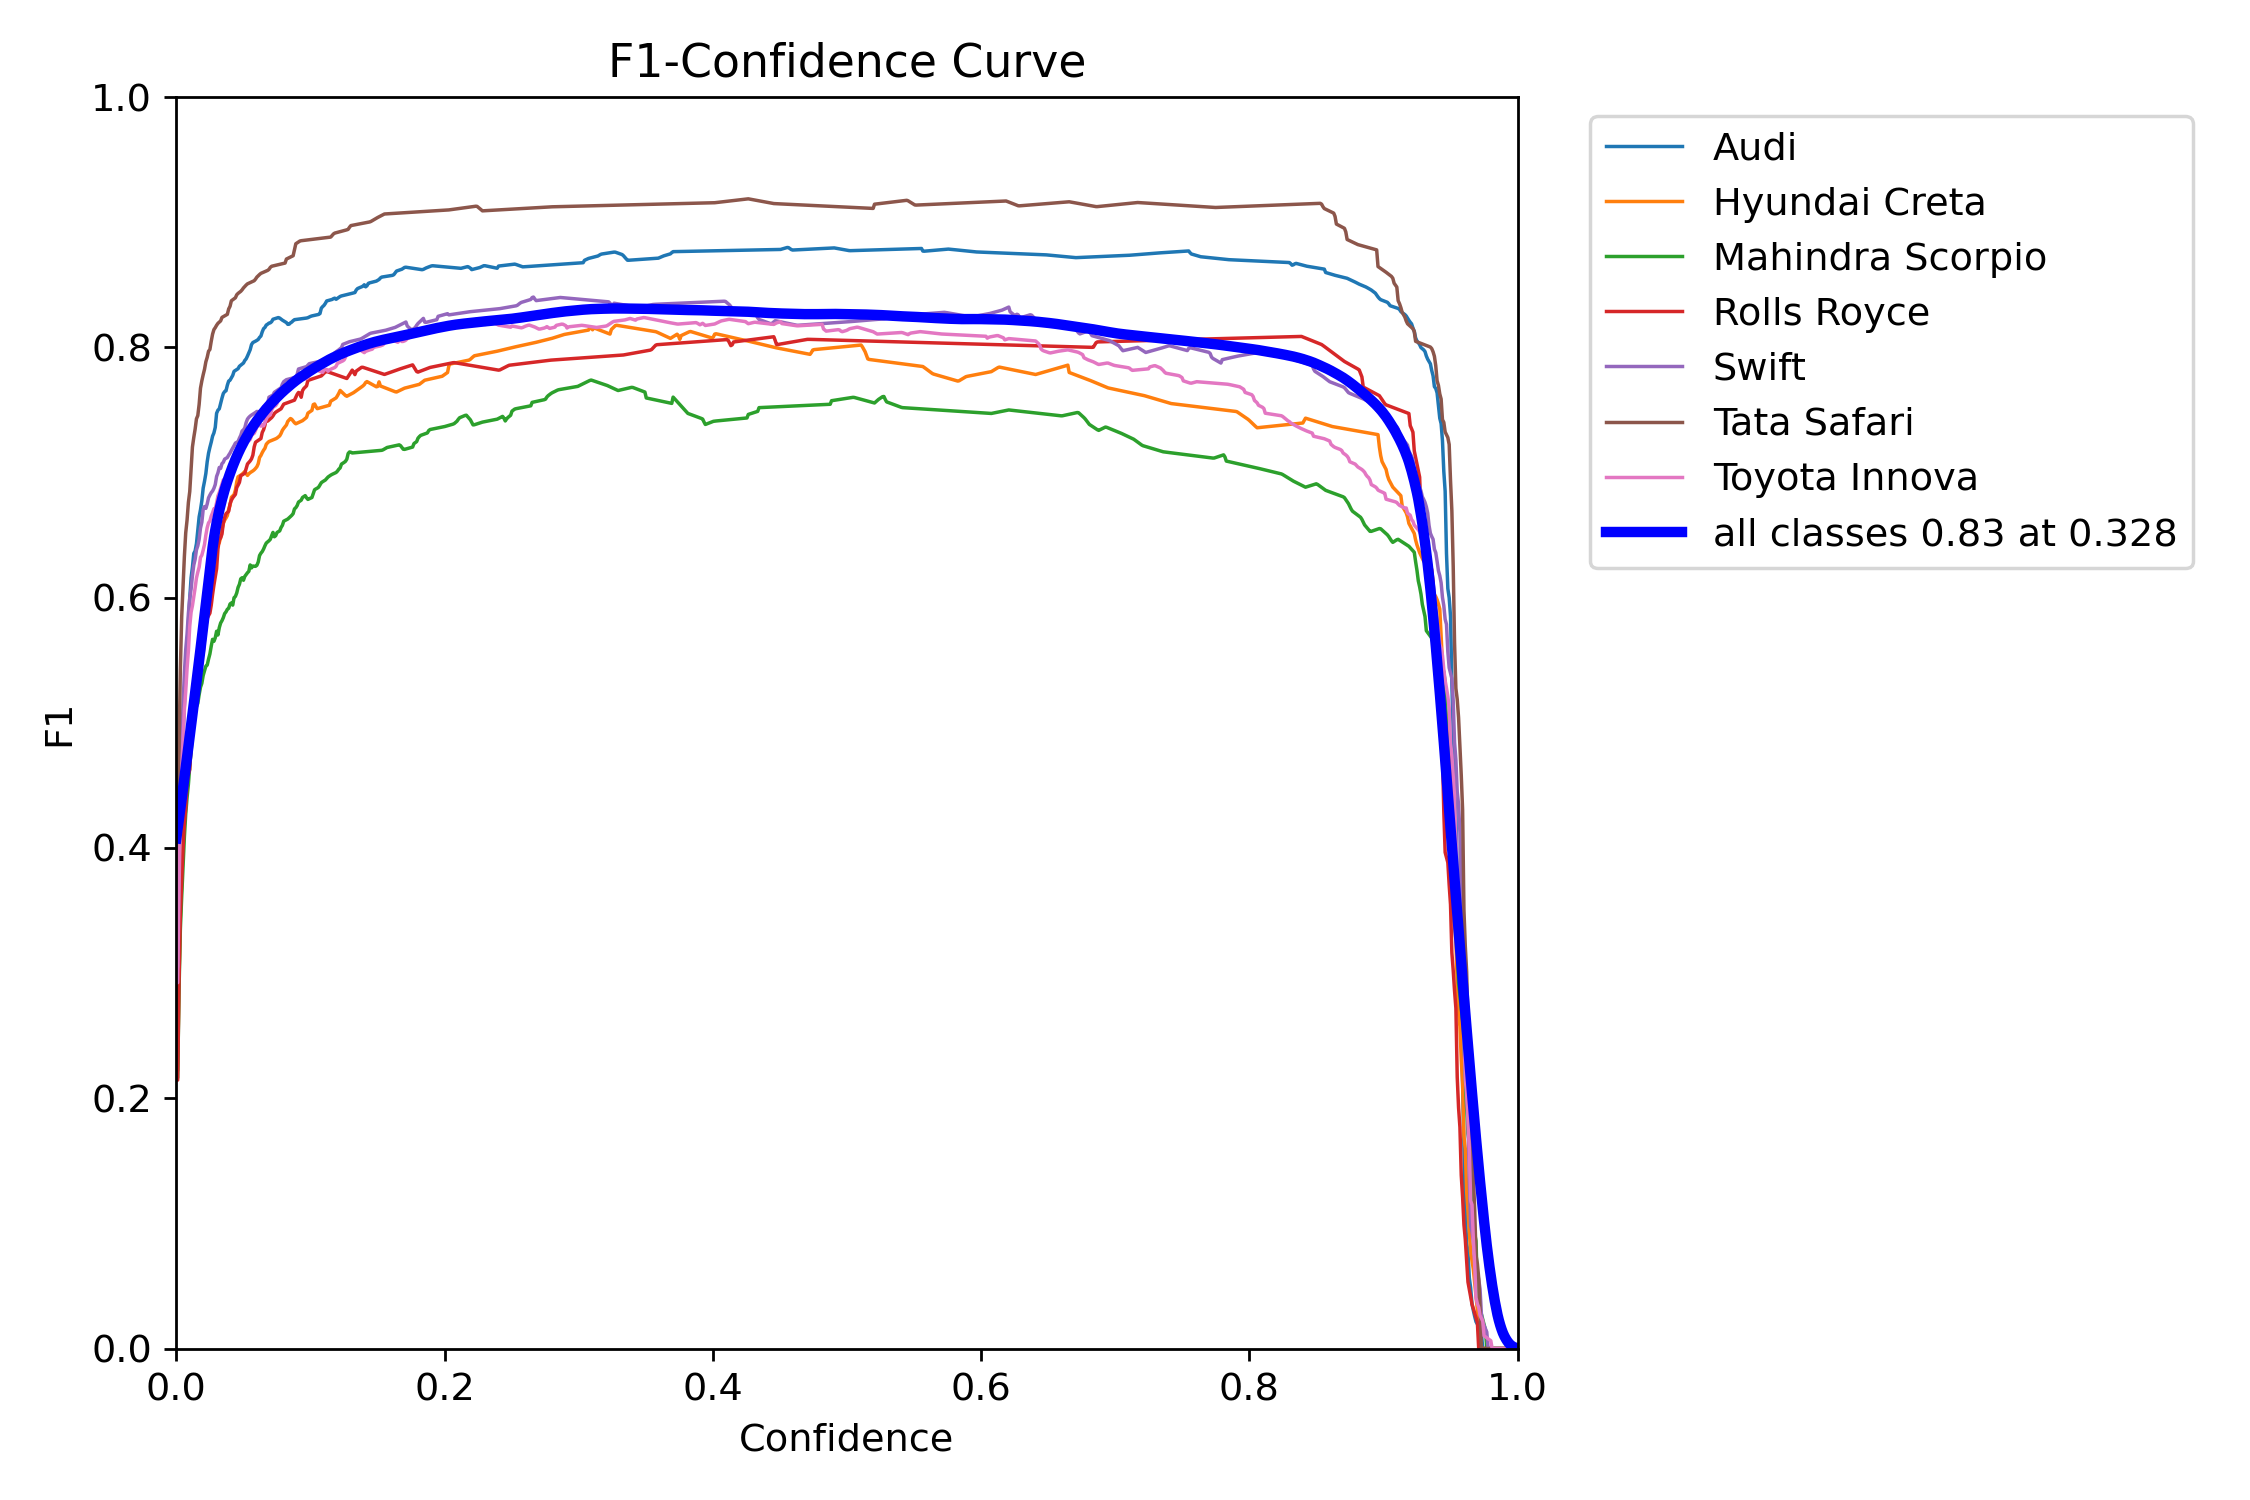 F1-Confidence Curve
1.0
0.8
0.6
0.4
0.2
0.0
F1
0.0 0.2 0.4 0.6 0.8 1.0
Confidence
Audi
Hyundai Creta
Mahindra Scorpio
Rolls Royce
Swift
Tata Safari
Toyota Innova
all classes 0.83 at 0.328